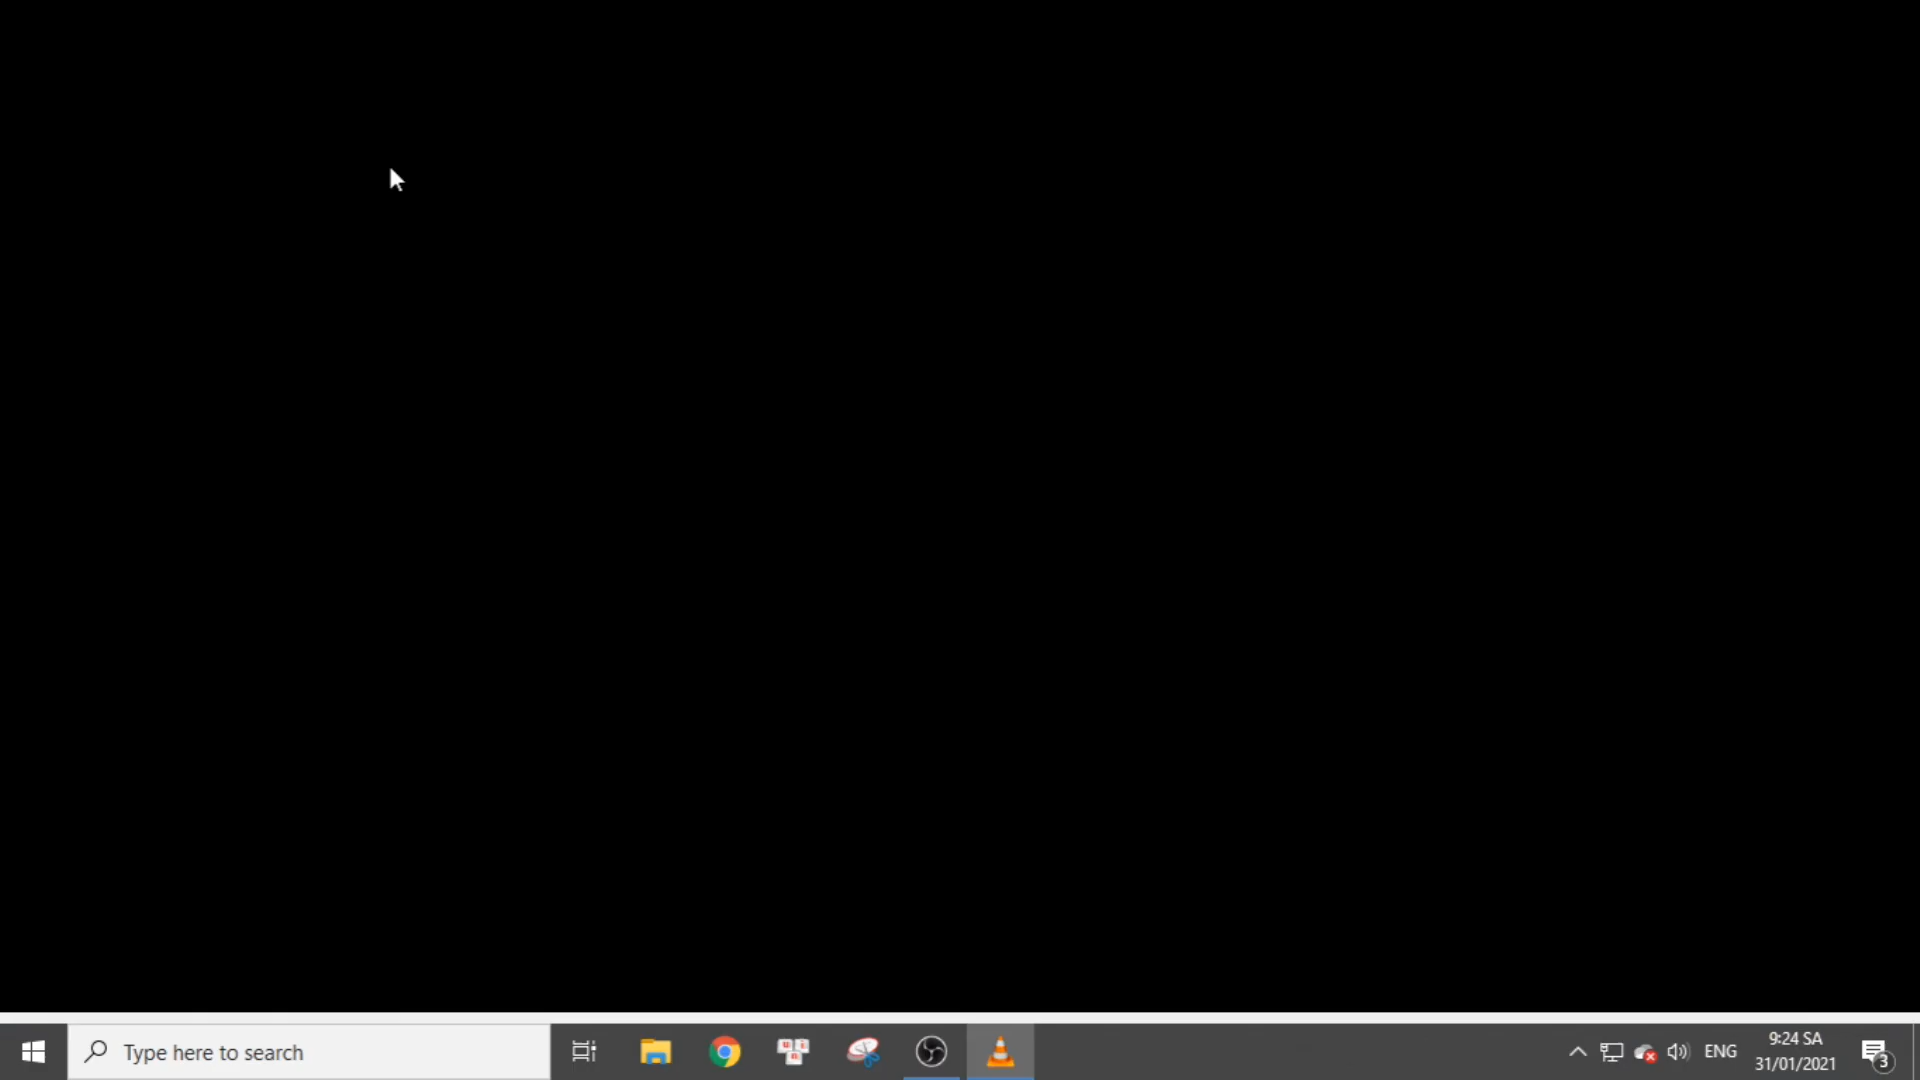 Type here to search
u i
n
ENG
9:24 SA
31/01/2021
3